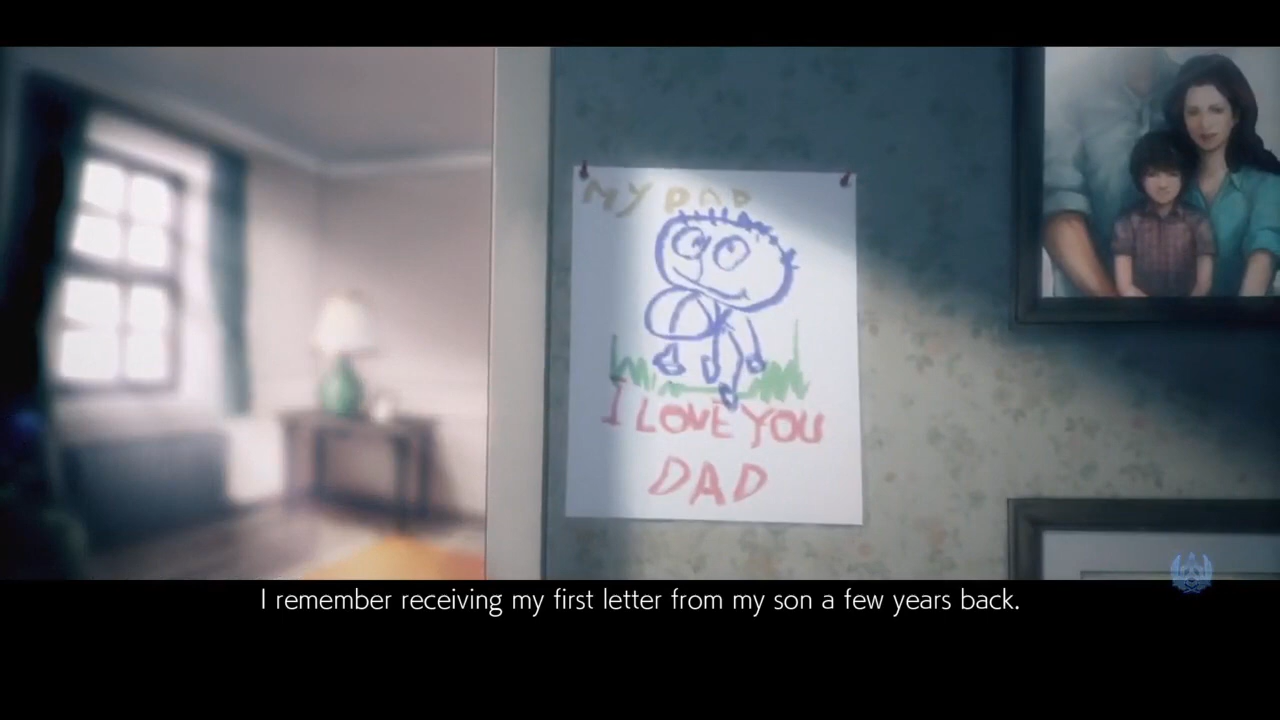 MY DAD
I LOVE YOU
DAD
I remember receiving my first letter from my son a few years back.